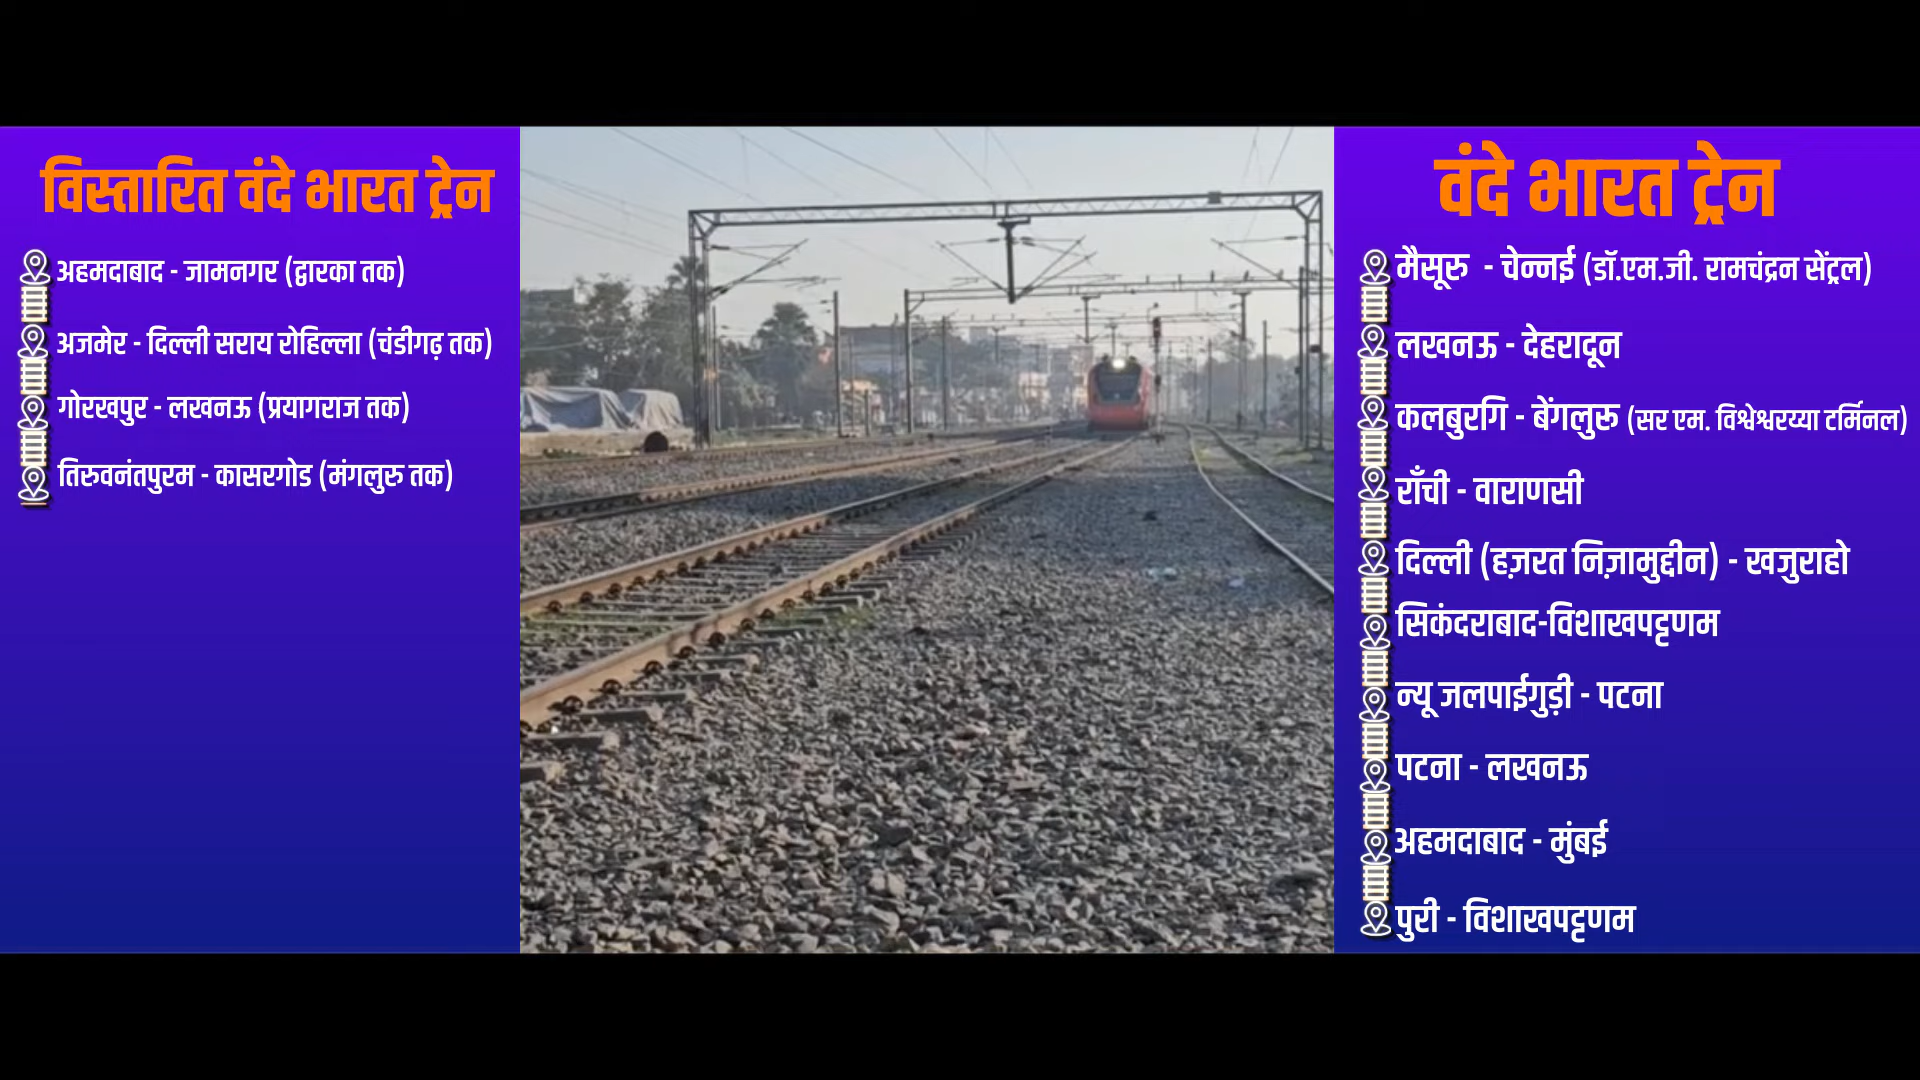 विस्तारित वंदे भारत ट्रेन
अहमदाबाद - जामनगर (द्वारका तक)
अजमेर - दिल्ली सराय रोहिल्ला (चंडीगढ़ तक)
गोरखपुर - लखनऊ (प्रयागराज तक)
तिरुवनंतपुरम - कासरगोड (मंगलुरु तक)
वंदे भारत ट्रेन
मैसूरु - चेन्नई (डॉ.एम.जी. रामचंद्रन सेंट्रल)
लखनऊ - देहरादून
कलबुरगि - बेंगलुरू (सर एम. विश्वेश्वरय्या टर्मिनल)
राँची - वाराणसी
दिल्ली (हज़रत निज़ामुद्दीन) - खजुराहो
सिकंदराबाद-विशाखपट्टणम
न्यू जलपाईगुड़ी - पटना
पटना - लखनऊ
अहमदाबाद - मुंबई
पुरी - विशाखपट्टणम